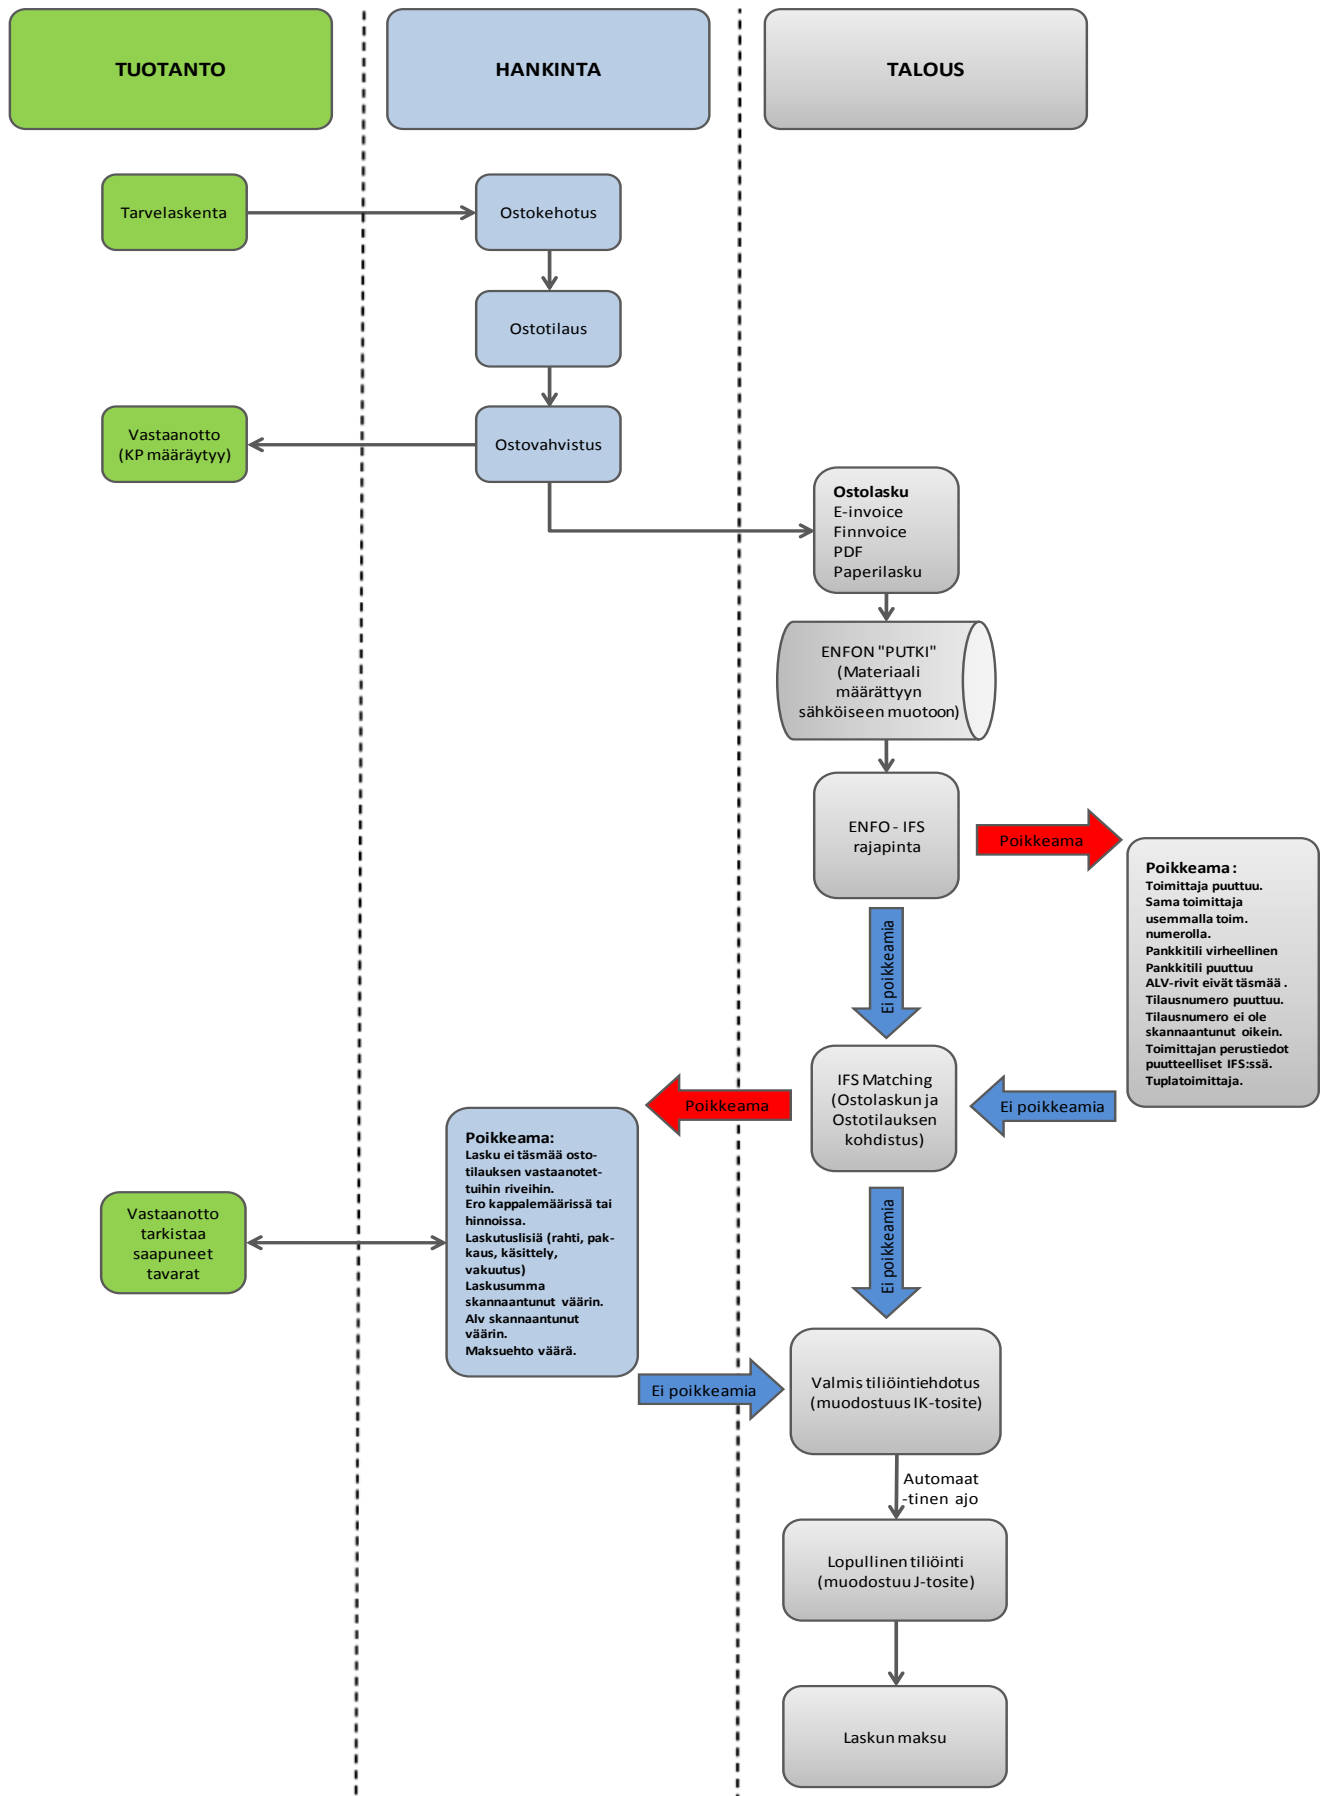 TUOTANTO
HANKINTA
TALOUS
Tarvelaskenta
Ostokehotus
Ostotilaus
Vastaanotto
(KP määräytyy)
Ostovahvistus
Ostolasku
E-invoice
Finnvoice
PDF
Paperilasku
ENFON "PUTKI"
(Materiaali
määrättyyn
sähköiseen muotoon)
ENFO - IFS
rajapinta
Poikkeama
Poikkeama :
Toimittaja puuttuu.
Sama toimittaja
usemmalla toim.
numerolla.
Pankkitili virheellinen
Pankkitili puuttuu
ALV-rivit eivät täsmää .
Tilausnumero puuttuu.
Tilausnumero ei ole
skannaantunut oikein.
Toimittajan perustiedot
puutteelliset IFS:ssä.
Tuplatoimittaja.
Ei poikkeamia
Ei poikkeamia
IFS Matching
(Ostolaskun ja
Ostotilauksen
kohdistus)
Poikkeama
Poikkeama:
Lasku ei täsmää osto-
tilauksen vastaanotet-
tuihin riveihin.
Ero kappalemäärissä tai
hinnoissa.
Laskutuslisiä (rahti, pak-
kaus, käsittely,
vakuutus)
Laskusumma
skannaantunut väärin.
Alv skannaantunut
väärin.
Maksuehto väärä.
Vastaanotto
tarkistaa
saapuneet
tavarat
Ei poikkeamia
Ei poikkeamia
Valmis tiliöintiehdotus
(muodostuus IK-tosite)
Automaat
-tinen ajo
Lopullinen tiliöinti
(muodostuu J-tosite)
Laskun maksu